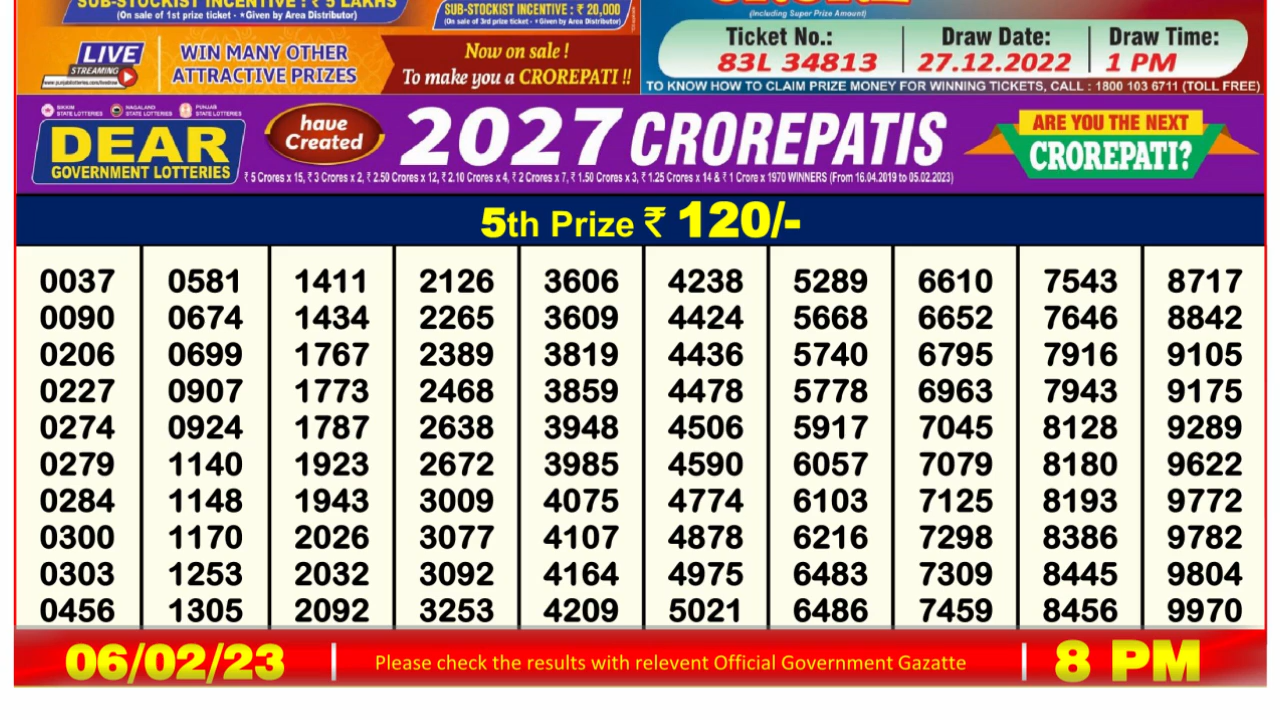 SUB-STOCKIST INCENTIVE : ₹ 5 LAKHS
(On sale of 1st prize ticket - *Given by Area Distributor)
SUB-STOCKIST INCENTIVE : ₹ 20,000
(On sale of 3rd prize ticket - *Given by Area Distributor)
(Including Super Prize Amount)
LIVE
STREAMING
WIN MANY OTHER
ATTRACTIVE PRIZES
Now on sale !
To make you a CROREPATI !!
Ticket No.: Draw Date: Draw Time:
83L 34813 27.12.2022 1 PM
TO KNOW HOW TO CLAIM PRIZE MONEY FOR WINNING TICKETS, CALL : 1800 103 6711 (TOLL FREE)
SIKKIM
STATE LOTTERIES
NAGALAND
STATE LOTTERIES
PUNJAB
STATE LOTTERIES
DEAR
GOVERNMENT LOTTERIES
have
Created
2027 CROREPATIS
₹ 5 Crores x 15, ₹ 3 Crores x 2, ₹ 2.50 Crores x 12, ₹ 2.10 Crores x 4, ₹ 2 Crores x 7, ₹ 1.50 Crores x 3, ₹ 1.25 Crores x 14 & ₹ 1 Crore x 1970 WINNERS (From 16.04.2019 to 05.02.2023)
ARE YOU THE NEXT
CROREPATI?
5th Prize ₹ 120/-
0037 0581 1411 2126 3606 4238 5289 6610 7543 8717
0090 0674 1434 2265 3609 4424 5668 6652 7646 8842
0206 0699 1767 2389 3819 4436 5740 6795 7916 9105
0227 0907 1773 2468 3859 4478 5778 6963 7943 9175
0274 0924 1787 2638 3948 4506 5917 7045 8128 9289
0279 1140 1923 2672 3985 4590 6057 7079 8180 9622
0284 1148 1943 3009 4075 4774 6103 7125 8193 9772
0300 1170 2026 3077 4107 4878 6216 7298 8386 9782
0303 1253 2032 3092 4164 4975 6483 7309 8445 9804
0456 1305 2092 3253 4209 5021 6486 7459 8456 9970
06/02/23 | Please check the results with relevent Official Government Gazatte | 8 PM